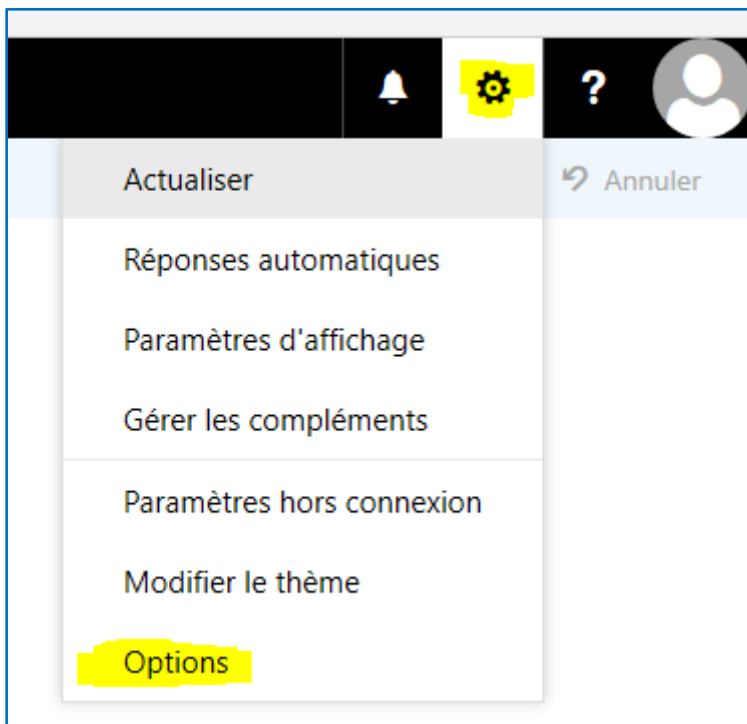 ?
Actualiser
Annuler
Réponses automatiques
Paramètres d'affichage
Gérer les compléments
Paramètres hors connexion
Modifier le thème
Options